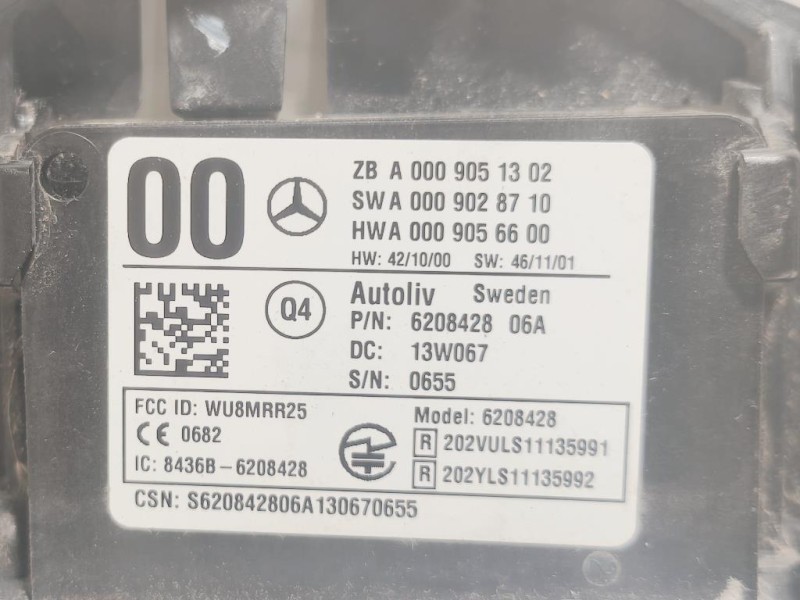 00
ZB A 000 905 13 02
SWA 000 902 87 10
HWA 000 905 66 00
HW: 42/10/00 SW: 46/11/01
Q4
Autoliv Sweden
P/N: 6208428 06A
DC: 13W067
S/N: 0655
FCC ID: WU8MRR25
CE 0682
IC: 8436B-6208428
Model: 6208428
R 202VULS11135991
R 202YLS11135992
CSN: S620842806A130670655